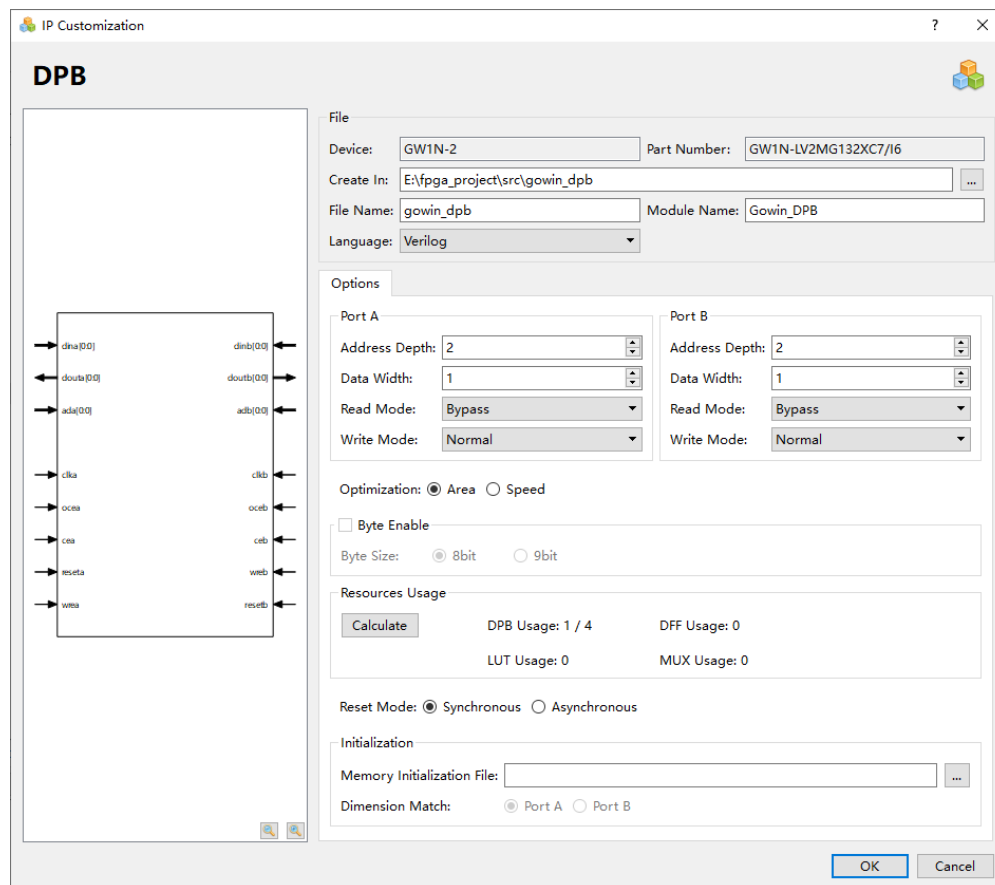 IP Customization ? ×
DPB
File
Device: GW1N-2 Part Number: GW1N-LV2MG132XC7/I6
Create In: E:\fpga_project\src\gowin_dpb ...
File Name: gowin_dpb Module Name: Gowin_DPB
Language: Verilog
Options
Port A Port B
Address Depth: 2 Address Depth: 2
Data Width: 1 Data Width: 1
Read Mode: Bypass Read Mode: Bypass
Write Mode: Normal Write Mode: Normal
Optimization: Area Speed
Byte Enable
Byte Size: 8bit 9bit
Resources Usage
Calculate DPB Usage: 1 / 4 DFF Usage: 0
LUT Usage: 0 MUX Usage: 0
Reset Mode: Synchronous Asynchronous
Initialization
Memory Initialization File: ...
Dimension Match: Port A Port B
dina[0:0] dinb[0:0]
douta[0:0] doutb[0:0]
ada[0:0] adb[0:0]
clka clkb
ocea oceb
cea ceb
reseta wreb
wrea resetb
OK Cancel